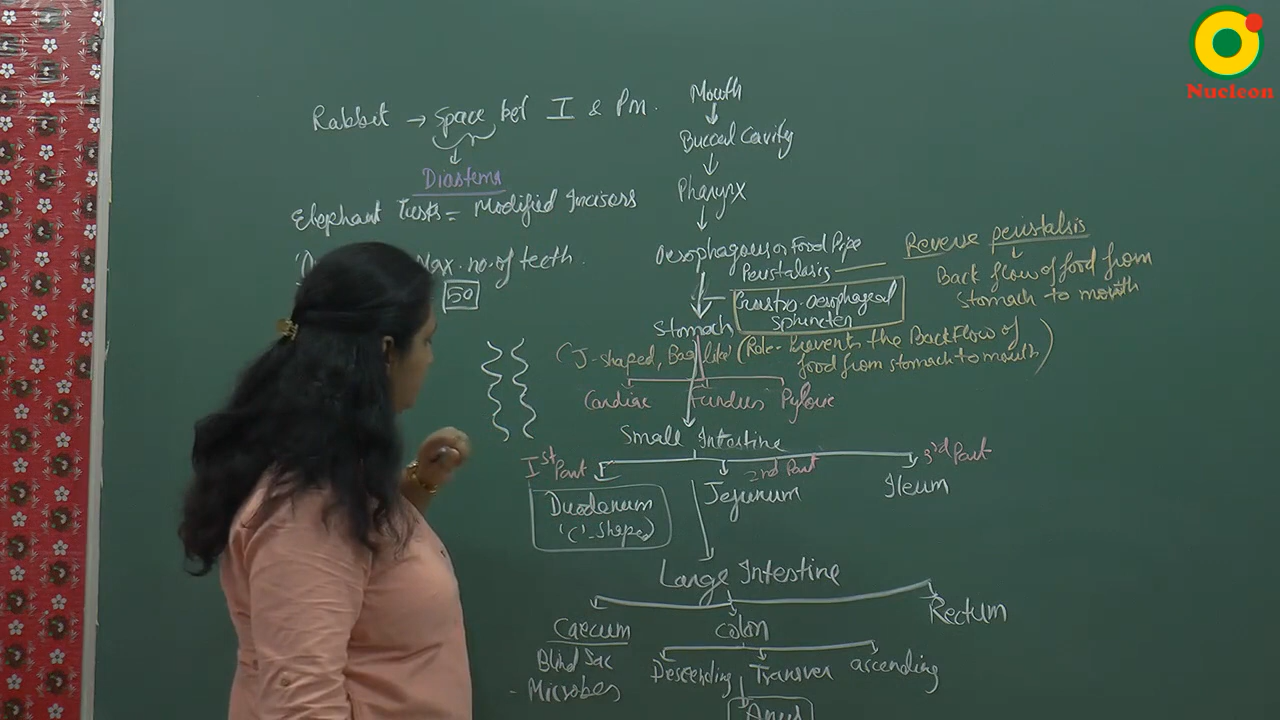 Nucleon
Rabbit → Space bet I & Pm.
Diastema
Elephant Tusks = Modified Incisors
Max. no. of teeth
50
Mouth
Buccal Cavity
Pharynx
Oesophagous or Food Pipe
Peristalsis
Reverse peristalsis
Back flow of food from
stomach to mouth
Gastro-oesophageal
sphincter
Stomach
(J-shaped, Bag like)
(Role - Prevents the Backflow of
food from stomach to mouth)
Cardiac Fundus Pyloric
Small Intestine
Ist Part 2nd Part 3rd Part
Duodenum Jejunum Ileum
('C'-Shaped)
Large Intestine
Caecum Colon Rectum
Blind Sac
- Microbes
Descending Transver ascending
Anus